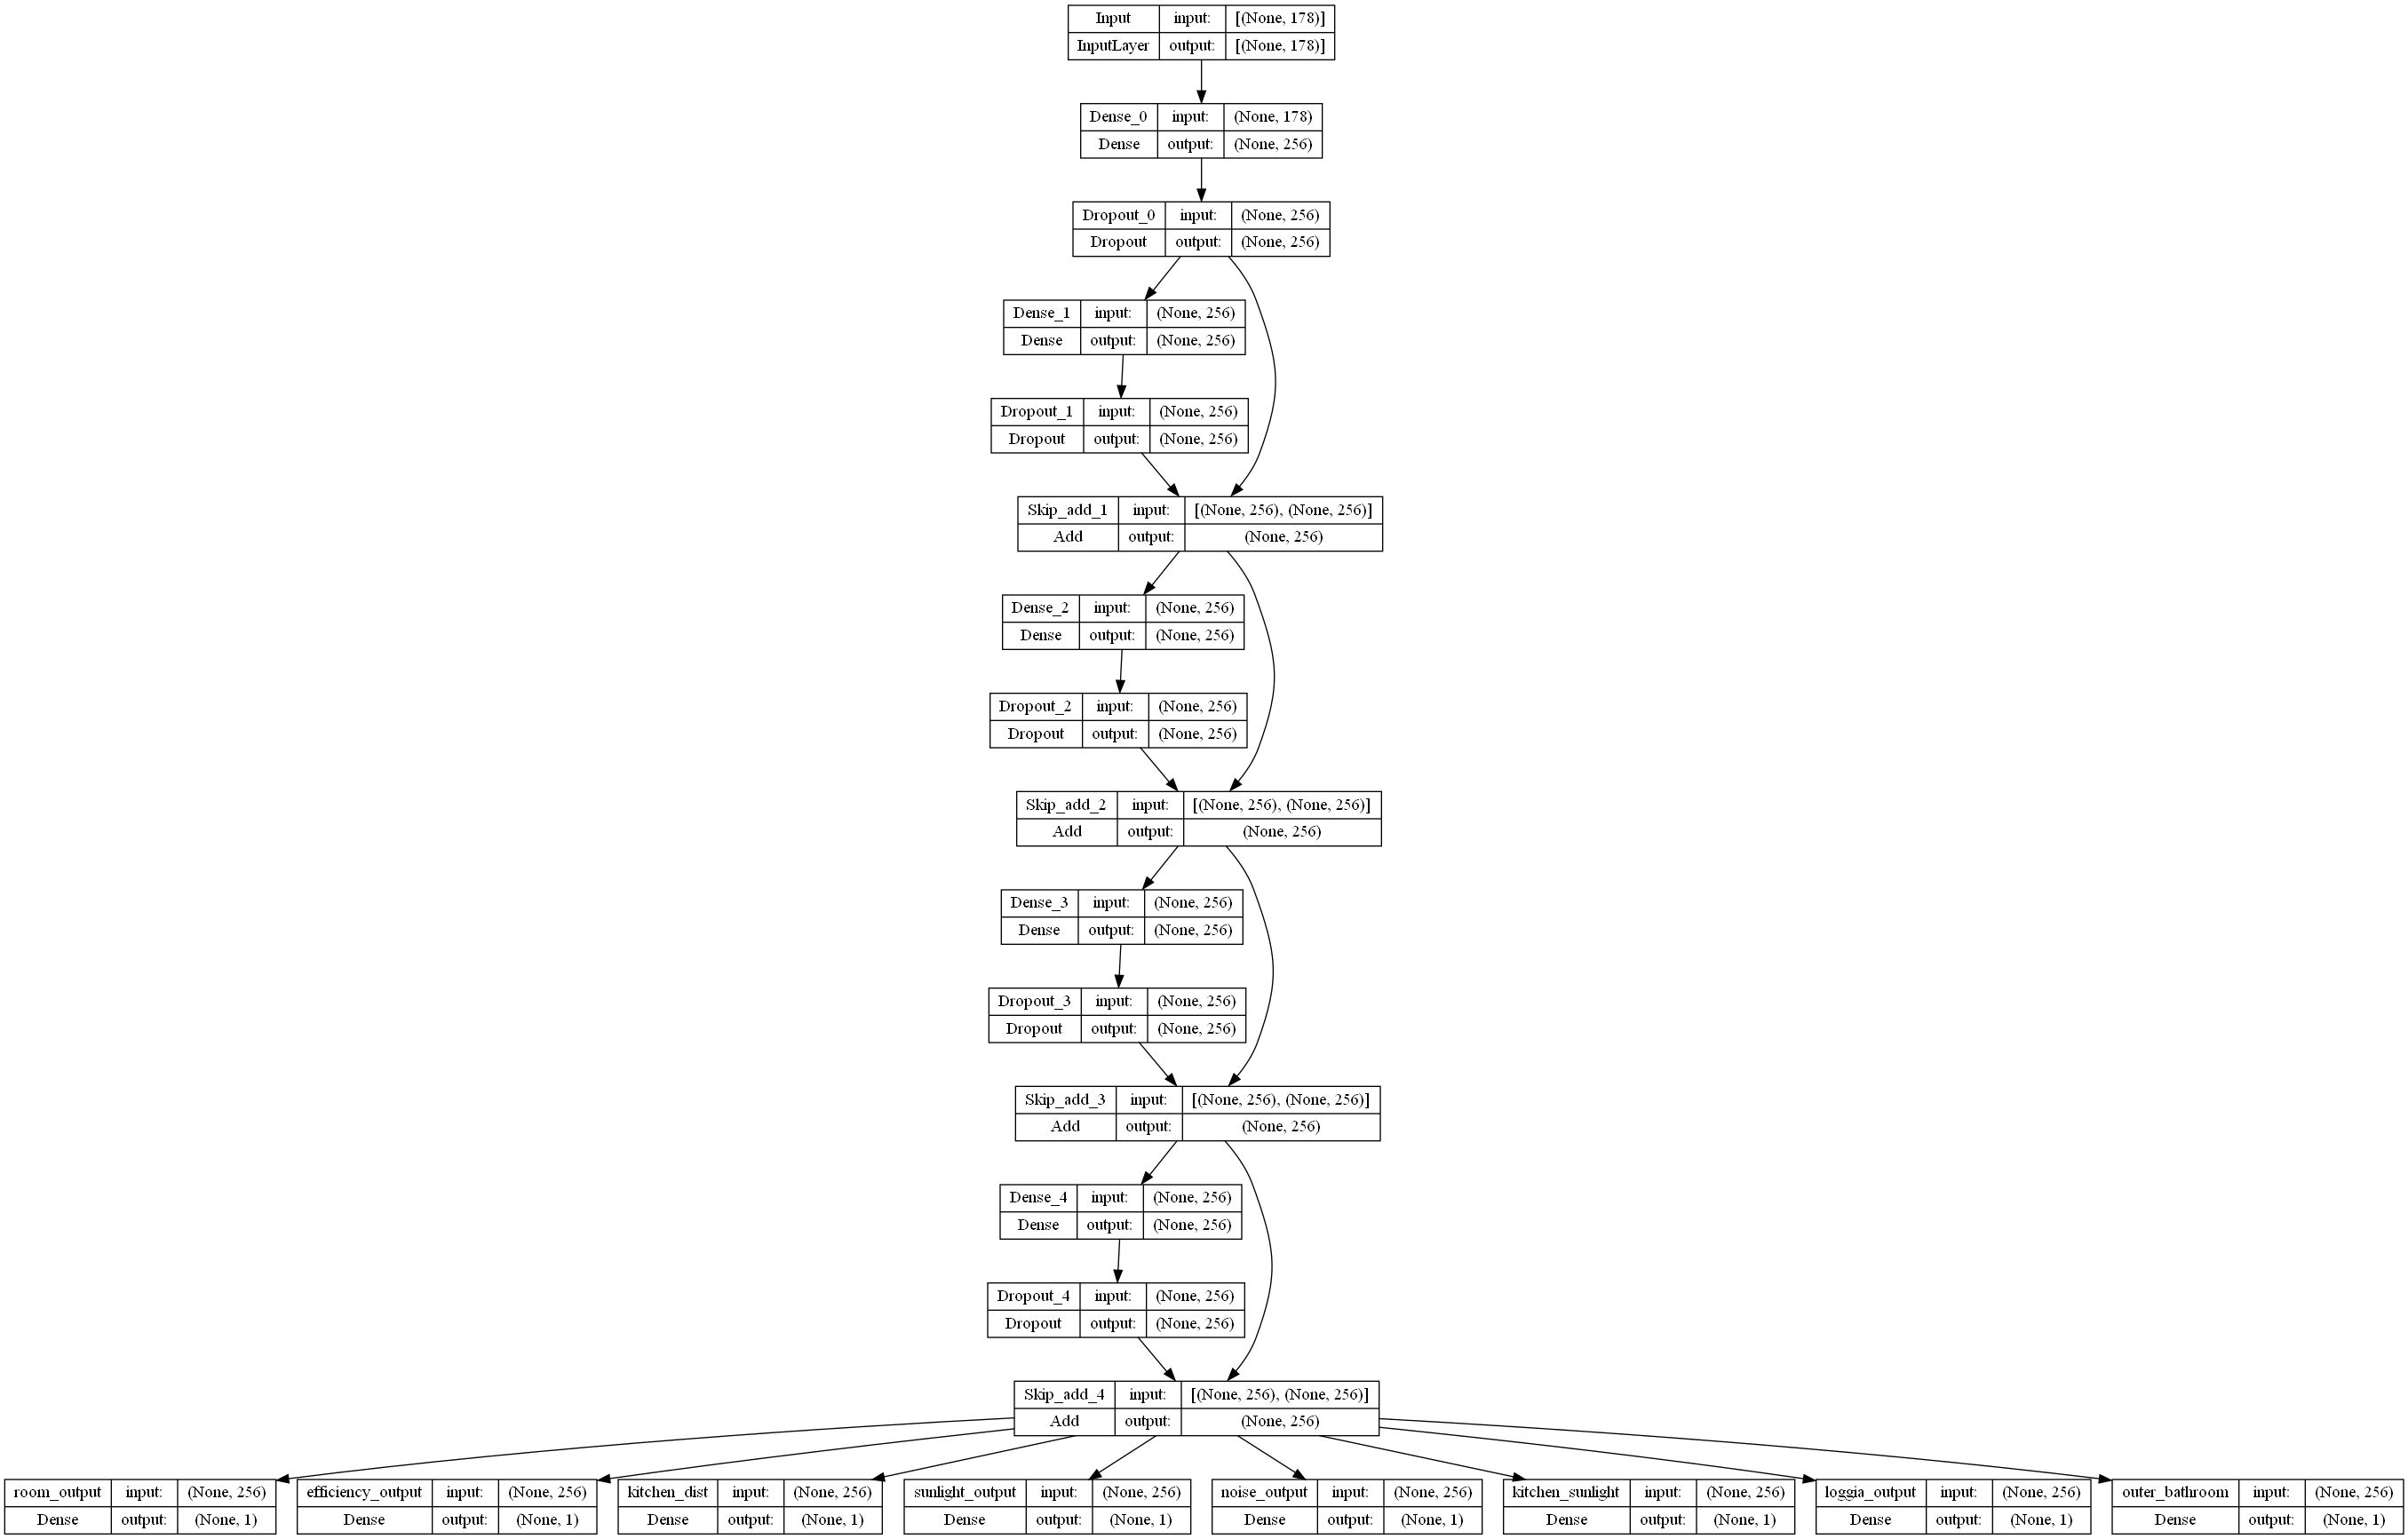 Input input: [(None, 178)]
InputLayer output: [(None, 178)]
Dense_0 input: (None, 178)
Dense output: (None, 256)
Dropout_0 input: (None, 256)
Dropout output: (None, 256)
Dense_1 input: (None, 256)
Dense output: (None, 256)
Dropout_1 input: (None, 256)
Dropout output: (None, 256)
Skip_add_1 input: [(None, 256), (None, 256)]
Add output: (None, 256)
Dense_2 input: (None, 256)
Dense output: (None, 256)
Dropout_2 input: (None, 256)
Dropout output: (None, 256)
Skip_add_2 input: [(None, 256), (None, 256)]
Add output: (None, 256)
Dense_3 input: (None, 256)
Dense output: (None, 256)
Dropout_3 input: (None, 256)
Dropout output: (None, 256)
Skip_add_3 input: [(None, 256), (None, 256)]
Add output: (None, 256)
Dense_4 input: (None, 256)
Dense output: (None, 256)
Dropout_4 input: (None, 256)
Dropout output: (None, 256)
Skip_add_4 input: [(None, 256), (None, 256)]
Add output: (None, 256)
room_output input: (None, 256)
Dense output: (None, 1)
efficiency_output input: (None, 256)
Dense output: (None, 1)
kitchen_dist input: (None, 256)
Dense output: (None, 1)
sunlight_output input: (None, 256)
Dense output: (None, 1)
noise_output input: (None, 256)
Dense output: (None, 1)
kitchen_sunlight input: (None, 256)
Dense output: (None, 1)
loggia_output input: (None, 256)
Dense output: (None, 1)
outer_bathroom input: (None, 256)
Dense output: (None, 1)